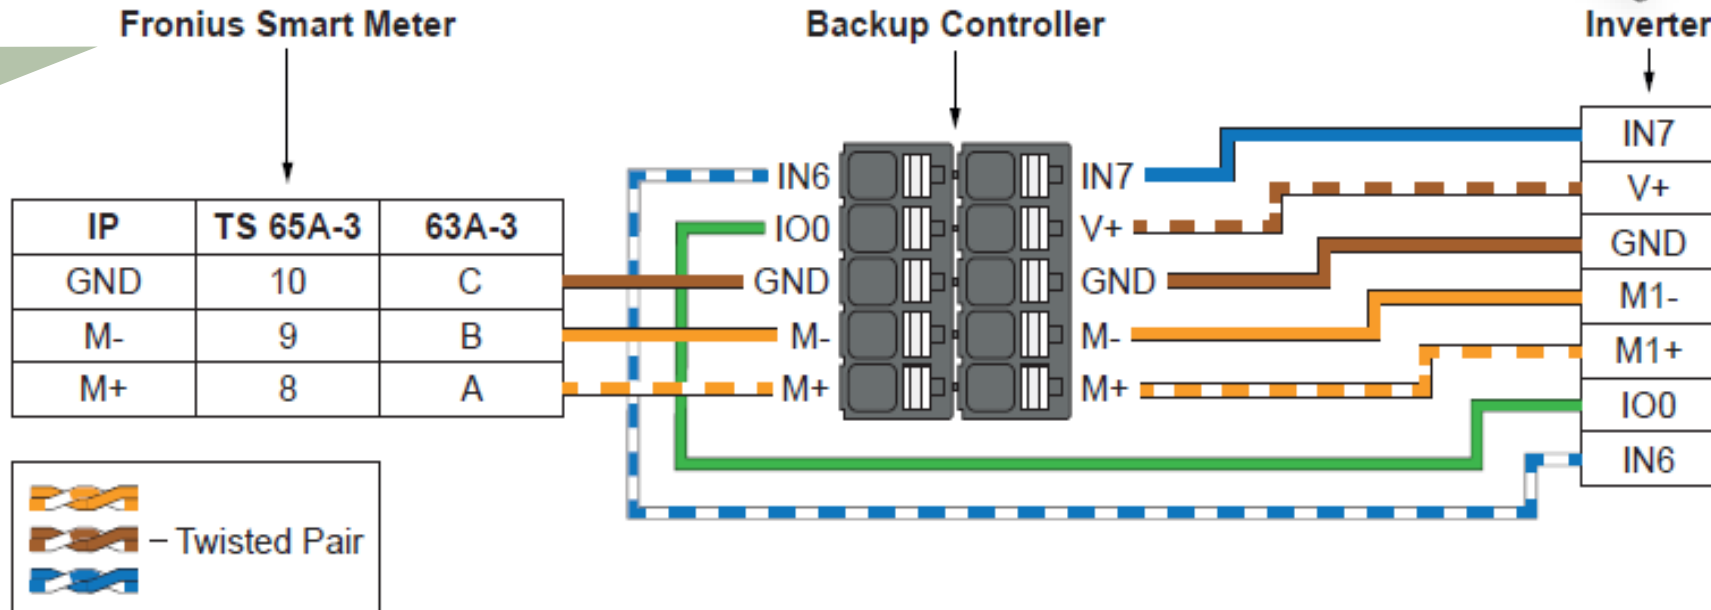 Fronius Smart Meter
Backup Controller
Inverter
IP TS 65A-3 63A-3
GND 10 C
M- 9 B
M+ 8 A
IN6
IO0
GND
M-
M+
IN7
V+
GND
M-
M+
IN7
V+
GND
M1-
M1+
IO0
IN6
– Twisted Pair